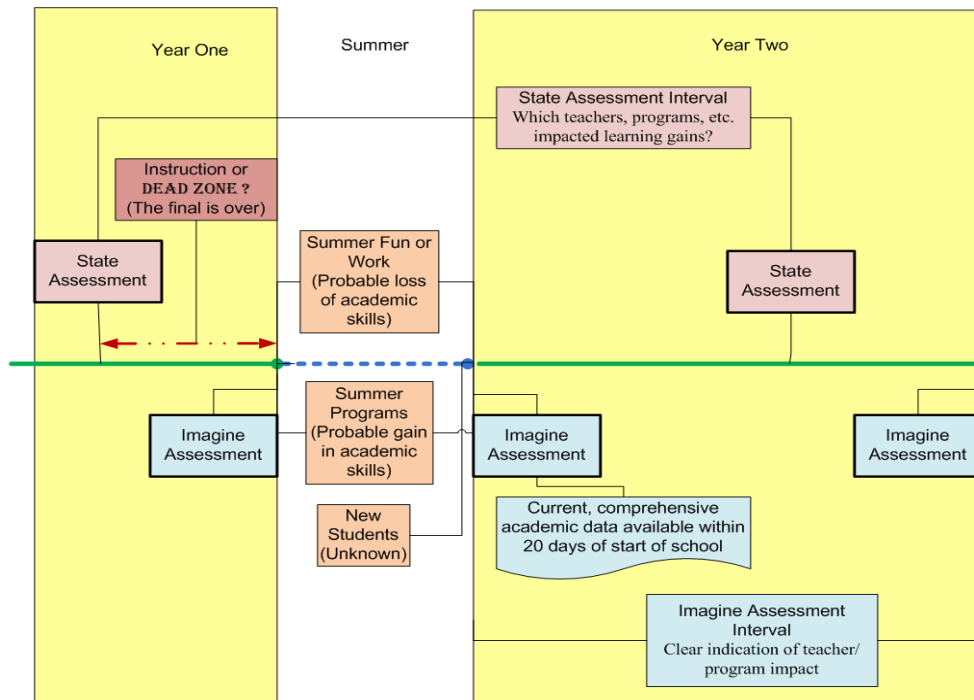 Year One
Summer
Year Two
State Assessment Interval
Which teachers, programs, etc.
impacted learning gains?
Instruction or
DEAD ZONE ?
(The final is over)
State
Assessment
Summer Fun or
Work
(Probable loss
of academic
skills)
State
Assessment
Imagine
Assessment
Summer
Programs
(Probable gain
in academic
skills)
Imagine
Assessment
Imagine
Assessment
New
Students
(Unknown)
Current, comprehensive
academic data available within
20 days of start of school
Imagine Assessment
Interval
Clear indication of teacher/
program impact